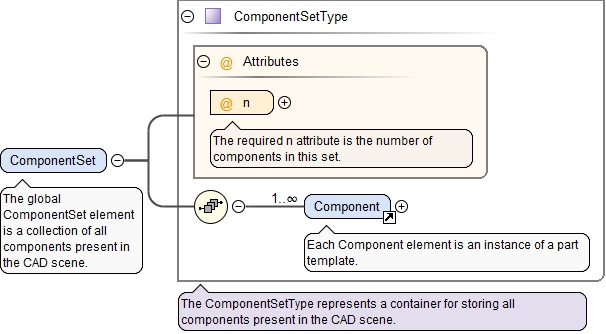 ComponentSetType
@ Attributes
@ n
The required n attribute is the number of
components in this set.
ComponentSet
The global
ComponentSet element
is a collection of all
components present in
the CAD scene.
1..∞
Component
Each Component element is an instance of a part
template.
The ComponentSetType represents a container for storing all
components present in the CAD scene.